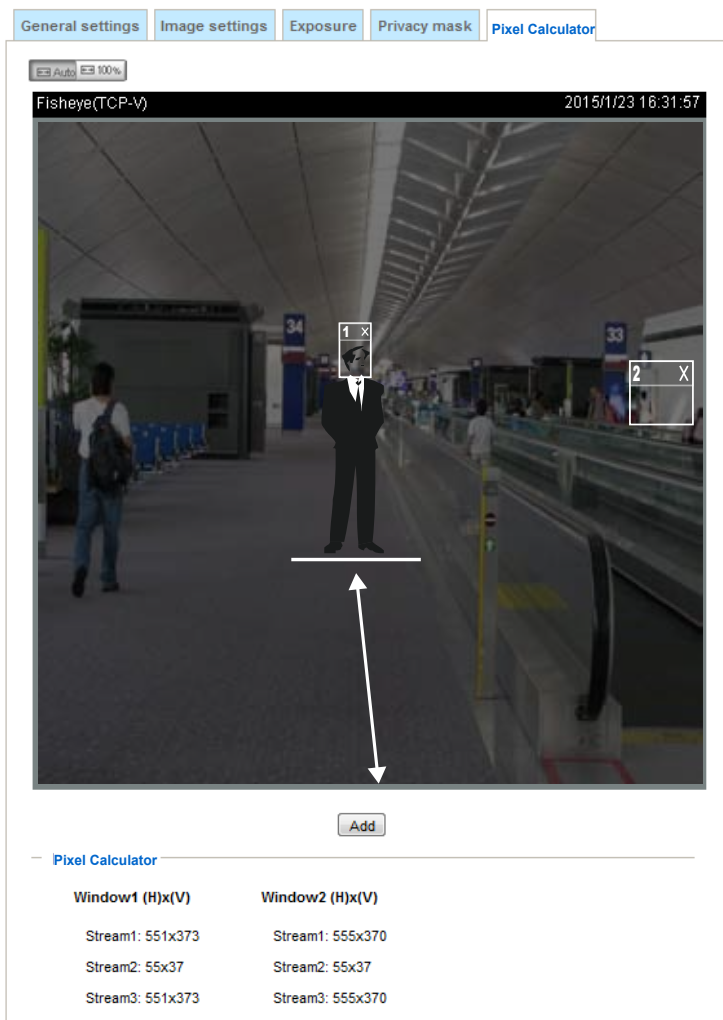 General settings Image settings Exposure Privacy mask Pixel Calculator
Auto 100%
Fisheye(TCP-V) 2015/1/23 16:31:57
34
33
1 X
2 X
Add
Pixel Calculator
Window1 (H)x(V) Window2 (H)x(V)
Stream1: 551x373 Stream1: 555x370
Stream2: 55x37 Stream2: 55x37
Stream3: 551x373 Stream3: 555x370